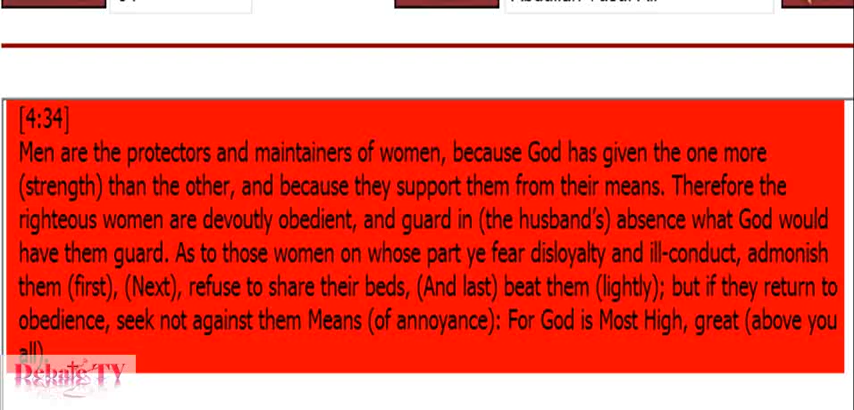 [4:34]
Men are the protectors and maintainers of women, because God has given the one more
(strength) than the other, and because they support them from their means. Therefore the
righteous women are devoutly obedient, and guard in (the husband's) absence what God would
have them guard. As to those women on whose part ye fear disloyalty and ill-conduct, admonish
them (first), (Next), refuse to share their beds, (And last) beat them (lightly); but if they return to
obedience, seek not against them Means (of annoyance): For God is Most High, great (above you
all).